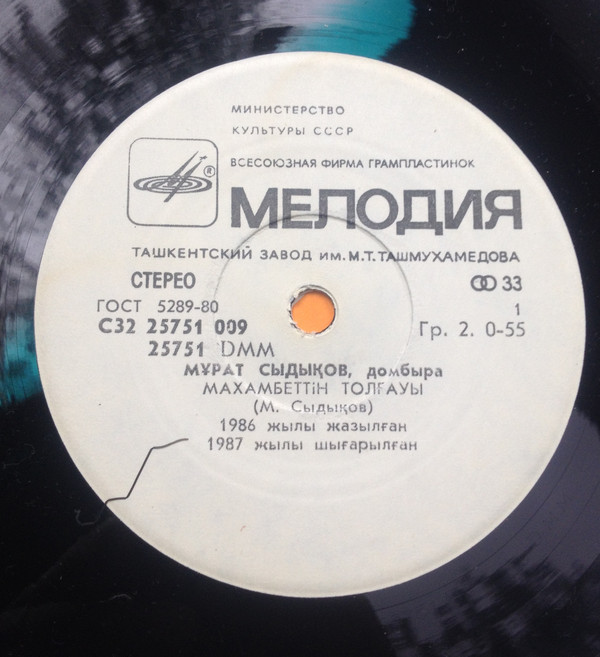 МИНИСТЕРСТВО
КУЛЬТУРЫ СССР
ВСЕСОЮЗНАЯ ФИРМА ГРАМПЛАСТИНОК
®
МЕЛОДИЯ
ТАШКЕНТСКИЙ ЗАВОД ИМ. М.Т. ТАШМУХАМЕДОВА
СТЕРЕО 33
ГОСТ 5289-80 1
С32 25751 009 Гр. 2. 0-55
25751 DMM
МҰРАТ СЫДЫҚОВ, домбыра
МАХАМБЕТТІН ТОЛҒАУЫ
(М. Сыдықов)
1986 жылы жазылған
1987 жылы шығарылған